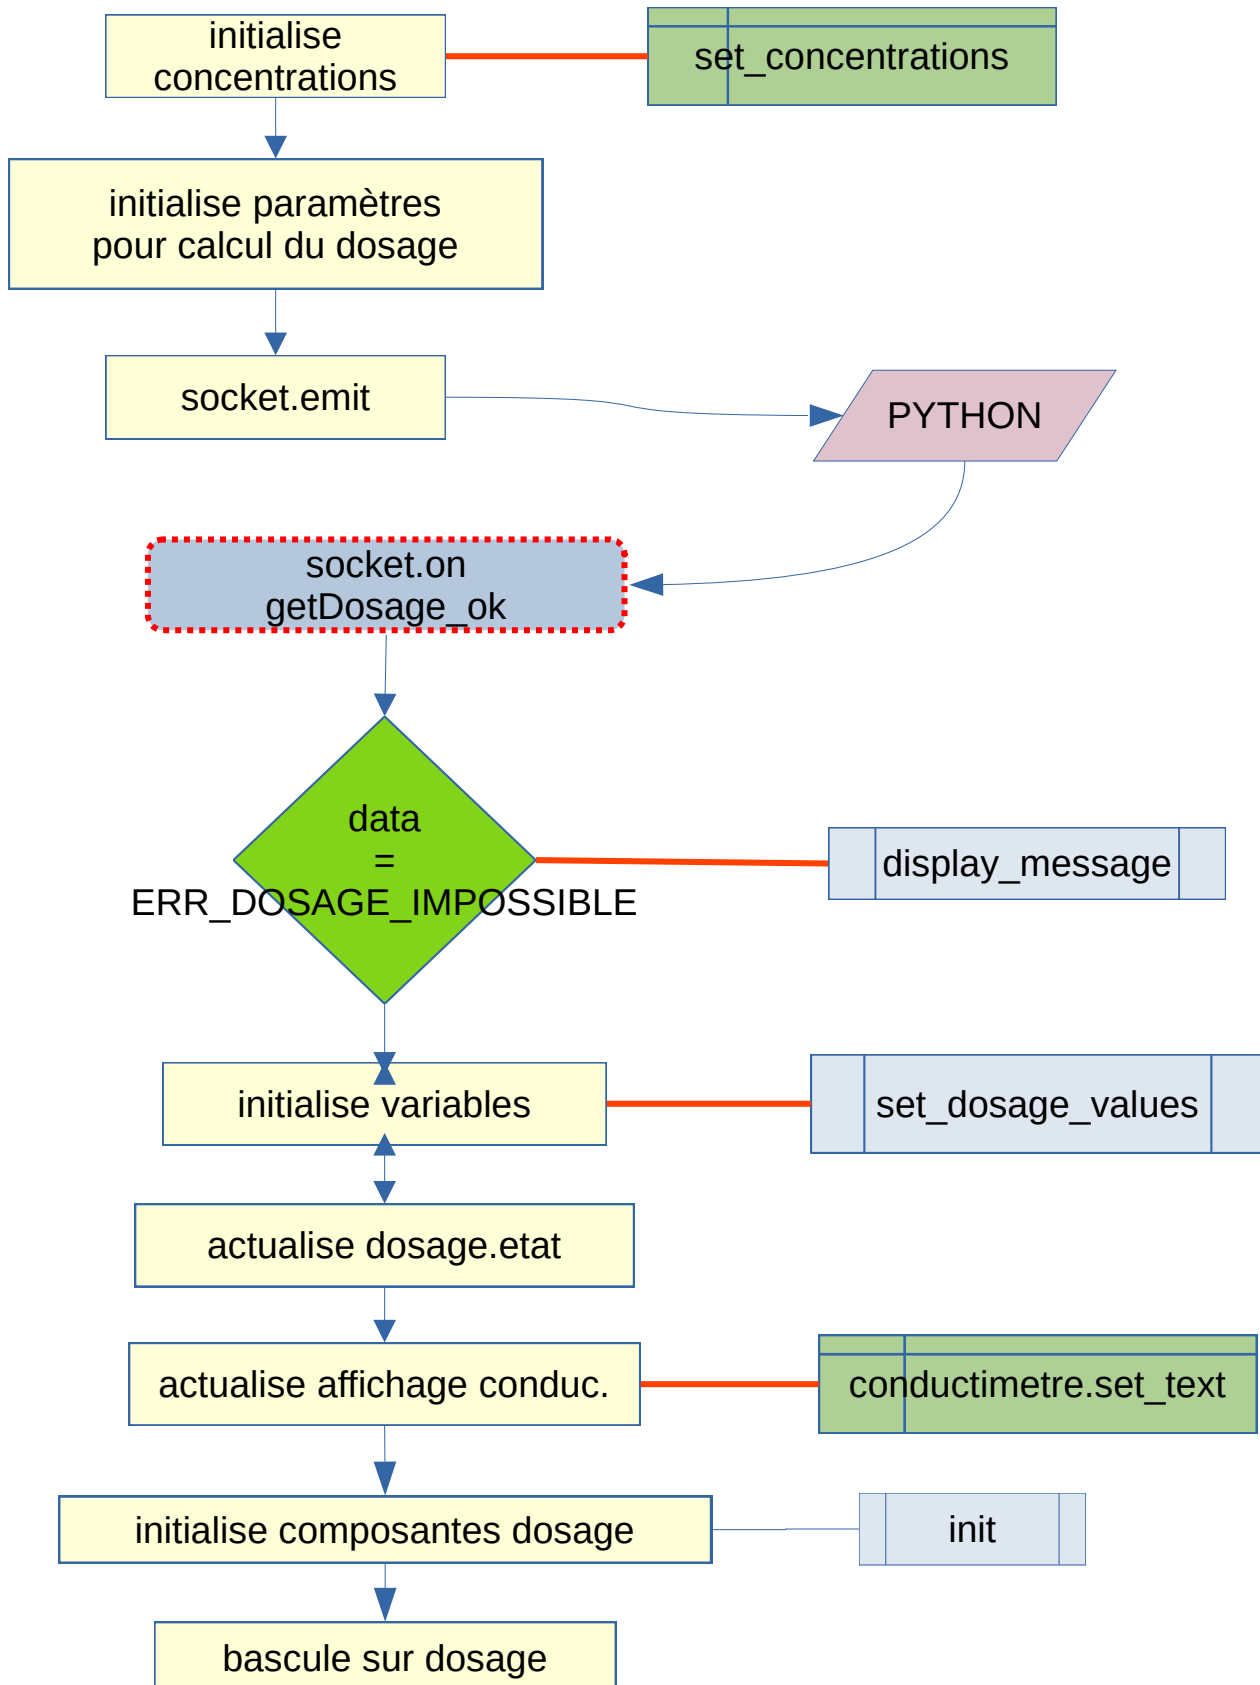 initialise
concentrations
set_concentrations
initialise paramètres
pour calcul du dosage
socket.emit
PYTHON
socket.on
getDosage_ok
data
=
ERR_DOSAGE_IMPOSSIBLE
display_message
initialise variables
set_dosage_values
actualise dosage.etat
actualise affichage conduc.
conductimetre.set_text
initialise composantes dosage
init
bascule sur dosage